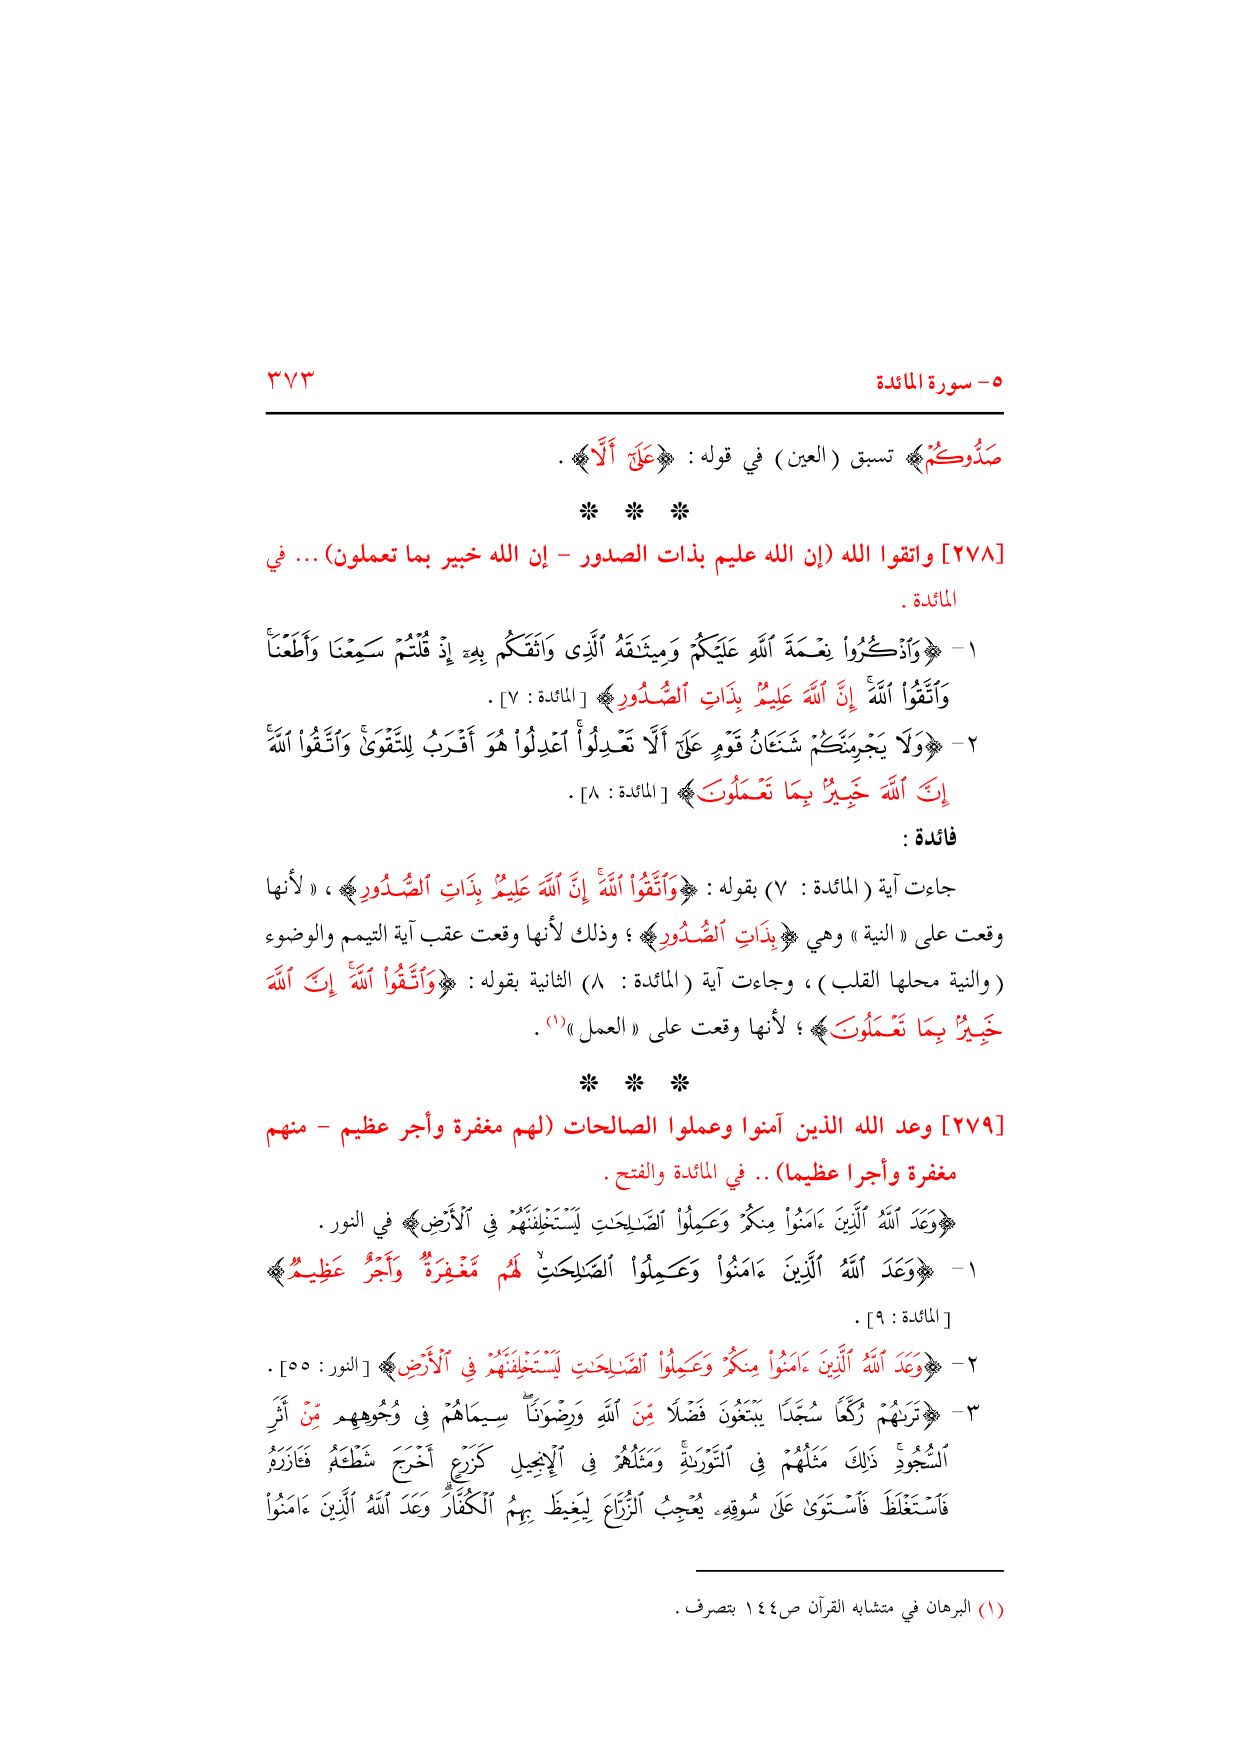 ٥- سورة المائدة ٣٧٣
صَدُّوكُمۡ﴾ تسبق (العين) في قوله: ﴿عَلَىٰٓ أَلَّا﴾ .
❊ ❊ ❊
[٢٧٨] واتقوا الله (إن الله عليم بذات الصدور – إن الله خبير بما تعملون)... في
المائدة .
١- ﴿وَٱذۡكُرُواْ نِعۡمَةَ ٱللَّهِ عَلَيۡكُمۡ وَمِيثَٰقَهُ ٱلَّذِى وَاثَقَكُم بِهِۦٓ إِذۡ قُلۡتُمۡ سَمِعۡنَا وَأَطَعۡنَاۖ
وَٱتَّقُواْ ٱللَّهَۚ إِنَّ ٱللَّهَ عَلِيمُۢ بِذَاتِ ٱلصُّدُورِ﴾ [المائدة: ٧] .
٢- ﴿وَلَا يَجۡرِمَنَّكُمۡ شَنَـَٔانُ قَوۡمٍ عَلَىٰٓ أَلَّا تَعۡدِلُواْۚ ٱعۡدِلُواْ هُوَ أَقۡرَبُ لِلتَّقۡوَىٰۖ وَٱتَّقُواْ ٱللَّهَۚ
إِنَّ ٱللَّهَ خَبِيرُۢ بِمَا تَعۡمَلُونَ﴾ [المائدة: ٨] .
فائدة :
جاءت آية (المائدة: ٧) بقوله: ﴿وَٱتَّقُواْ ٱللَّهَۚ إِنَّ ٱللَّهَ عَلِيمُۢ بِذَاتِ ٱلصُّدُورِ﴾ ، «لأنها
وقعت على «النية» وهي ﴿بِذَاتِ ٱلصُّدُورِ﴾ ؛ وذلك لأنها وقعت عقب آية التيمم والوضوء
(والنية محلها القلب)، وجاءت آية (المائدة: ٨) الثانية بقوله: ﴿وَٱتَّقُواْ ٱللَّهَۚ إِنَّ ٱللَّهَ
خَبِيرُۢ بِمَا تَعۡمَلُونَ﴾ ؛ لأنها وقعت على «العمل»(١) .
❊ ❊ ❊
[٢٧٩] وعد الله الذين آمنوا وعملوا الصالحات (لهم مغفرة وأجر عظيم – منهم
مغفرة وأجرا عظيما) .. في المائدة والفتح .
﴿وَعَدَ ٱللَّهُ ٱلَّذِينَ ءَامَنُواْ مِنكُمۡ وَعَمِلُواْ ٱلصَّٰلِحَٰتِ لَيَسۡتَخۡلِفَنَّهُمۡ فِى ٱلۡأَرۡضِ﴾ في النور .
١- ﴿وَعَدَ ٱللَّهُ ٱلَّذِينَ ءَامَنُواْ وَعَمِلُواْ ٱلصَّٰلِحَٰتِۙ لَهُم مَّغۡفِرَةٞ وَأَجۡرٌ عَظِيمٞ﴾
[المائدة: ٩] .
٢- ﴿وَعَدَ ٱللَّهُ ٱلَّذِينَ ءَامَنُواْ مِنكُمۡ وَعَمِلُواْ ٱلصَّٰلِحَٰتِ لَيَسۡتَخۡلِفَنَّهُمۡ فِى ٱلۡأَرۡضِ﴾ [النور: ٥٥] .
٣- ﴿تَرَىٰهُمۡ رُكَّعٗا سُجَّدٗا يَبۡتَغُونَ فَضۡلٗا مِّنَ ٱللَّهِ وَرِضۡوَٰنٗاۖ سِيمَاهُمۡ فِى وُجُوهِهِم مِّنۡ أَثَرِ
ٱلسُّجُودِۚ ذَٰلِكَ مَثَلُهُمۡ فِى ٱلتَّوۡرَىٰةِۚ وَمَثَلُهُمۡ فِى ٱلۡإِنجِيلِ كَزَرۡعٍ أَخۡرَجَ شَطۡـَٔهُۥ فَـَٔازَرَهُۥ
فَٱسۡتَغۡلَظَ فَٱسۡتَوَىٰ عَلَىٰ سُوقِهِۦ يُعۡجِبُ ٱلزُّرَّاعَ لِيَغِيظَ بِهِمُ ٱلۡكُفَّارَۗ وَعَدَ ٱللَّهُ ٱلَّذِينَ ءَامَنُواْ
(١) البرهان في متشابه القرآن ص١٤٤ بتصرف .